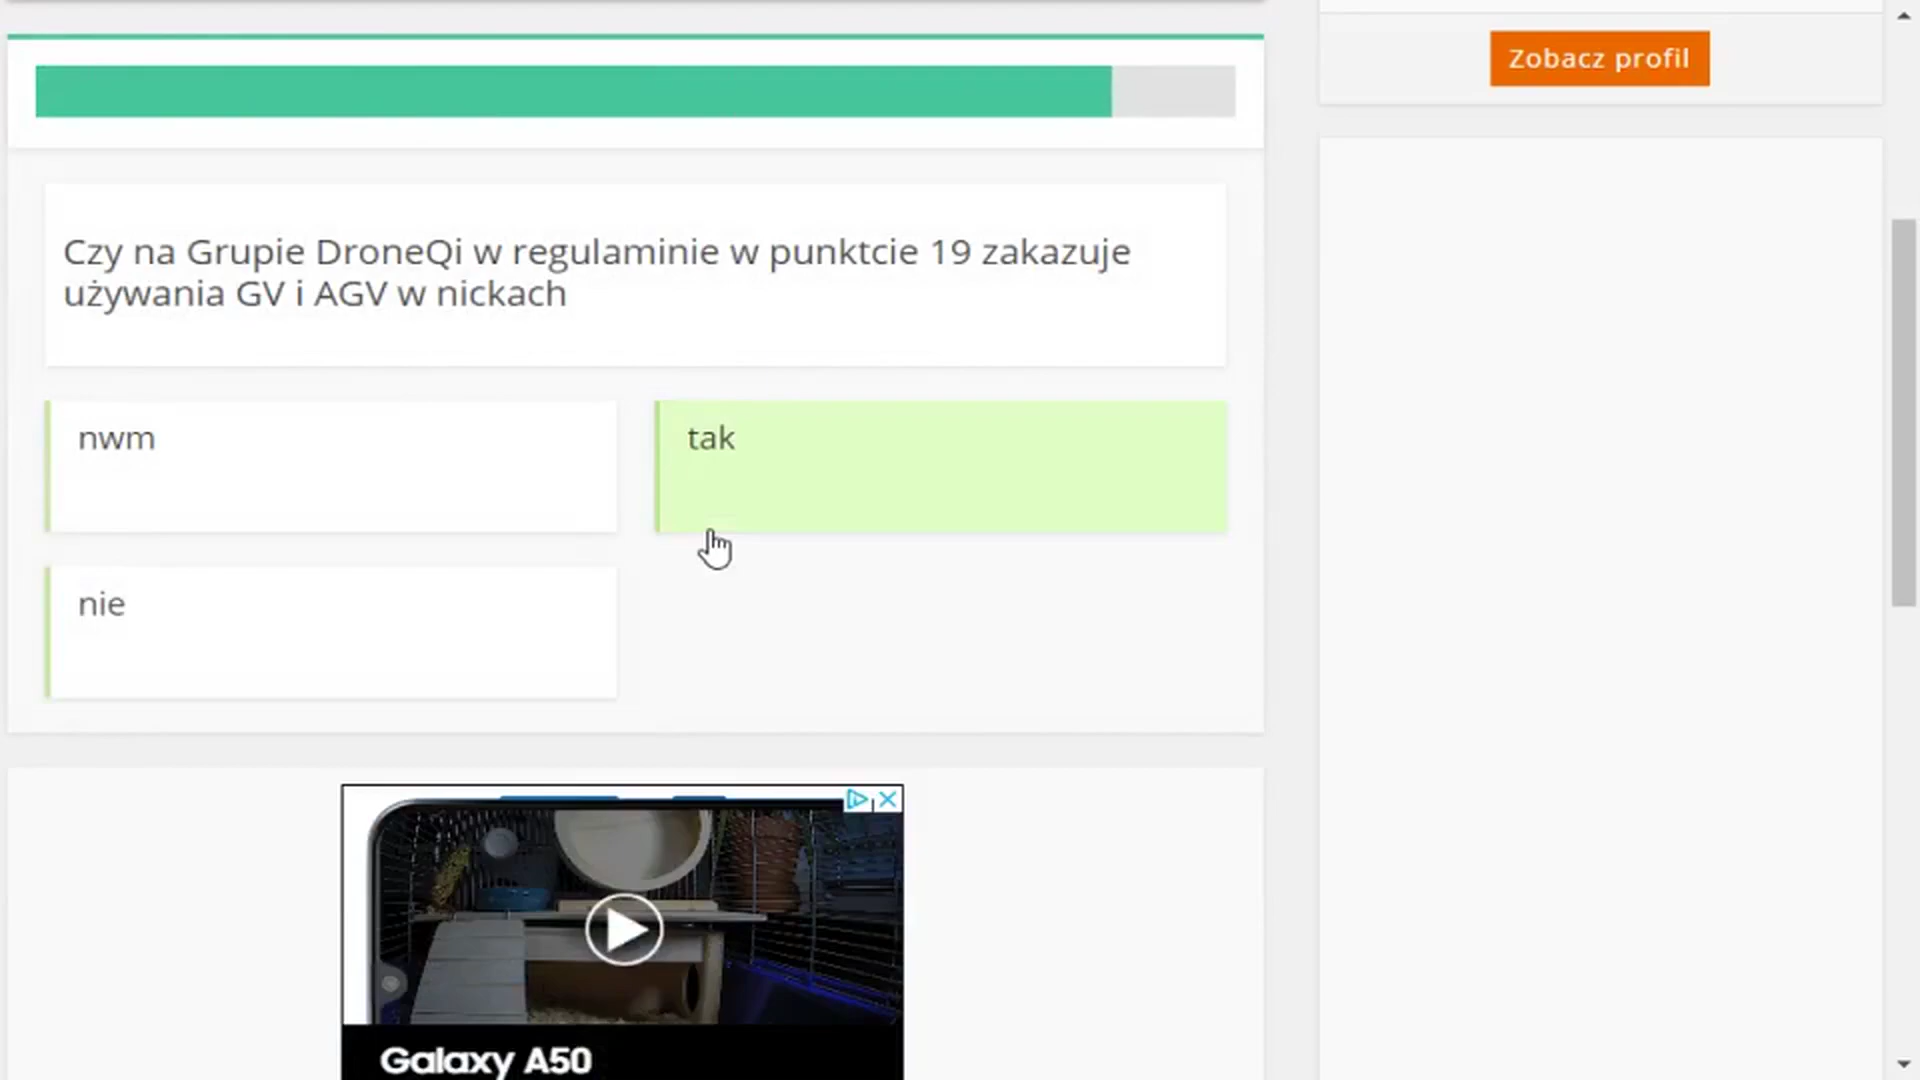 Zobacz profil
Czy na Grupie DroneQi w regulaminie w punktcie 19 zakazuje
używania GV i AGV w nickach
nwm
tak
nie
Galaxy A50